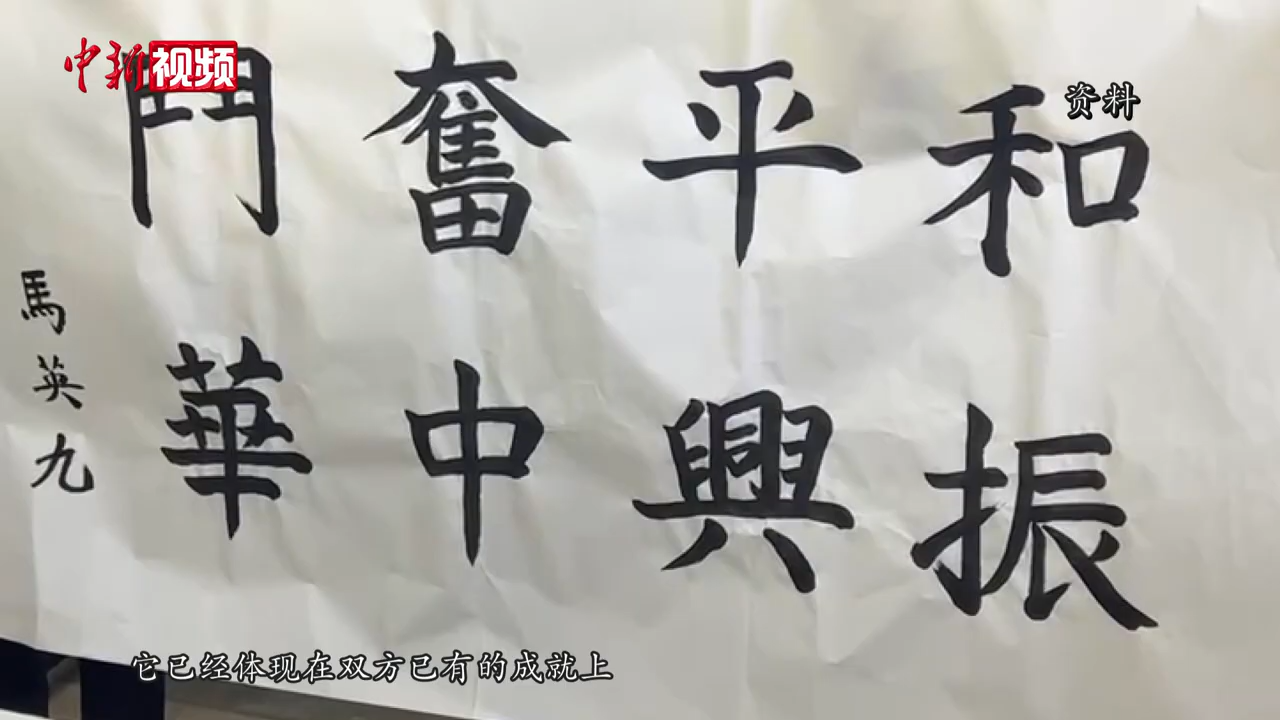 中新视频
资料
和平奮鬥
振興中華
馬英九
它已经体现在双方已有的成就上